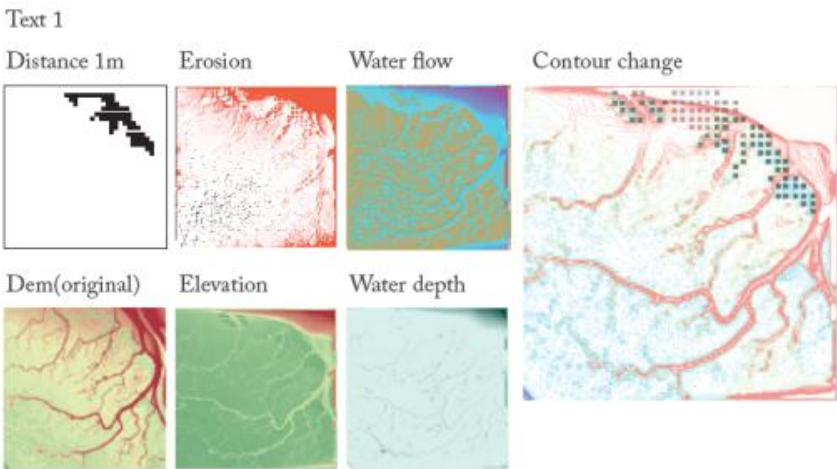 Text 1
Distance 1m
Erosion
Water flow
Contour change
Dem(original)
Elevation
Water depth